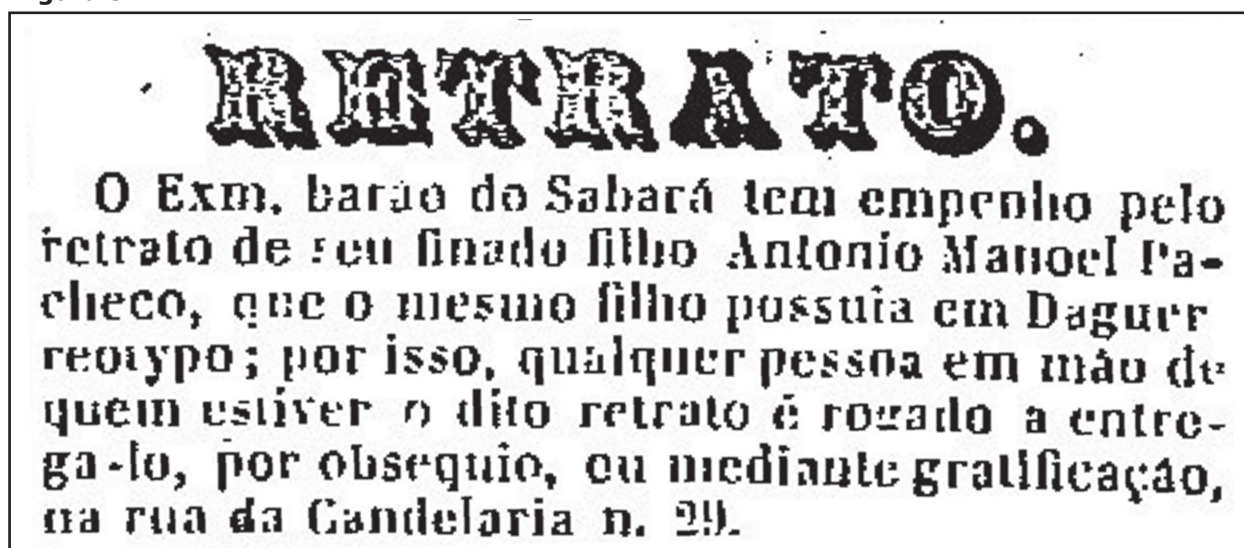 RETRATO.
O Exm. barão do Sabará tem empenho pelo
retrato de seu finado filho Antonio Manoel Pa-
checo, que o mesmo filho possuia em Daguer
reotypo; por isso, qualquer pessoa em mão de
quem estiver o dito retrato é rogado a entre-
ga-lo, por obsequio, ou mediante gratificação,
na rua da Candelaria n. 29.